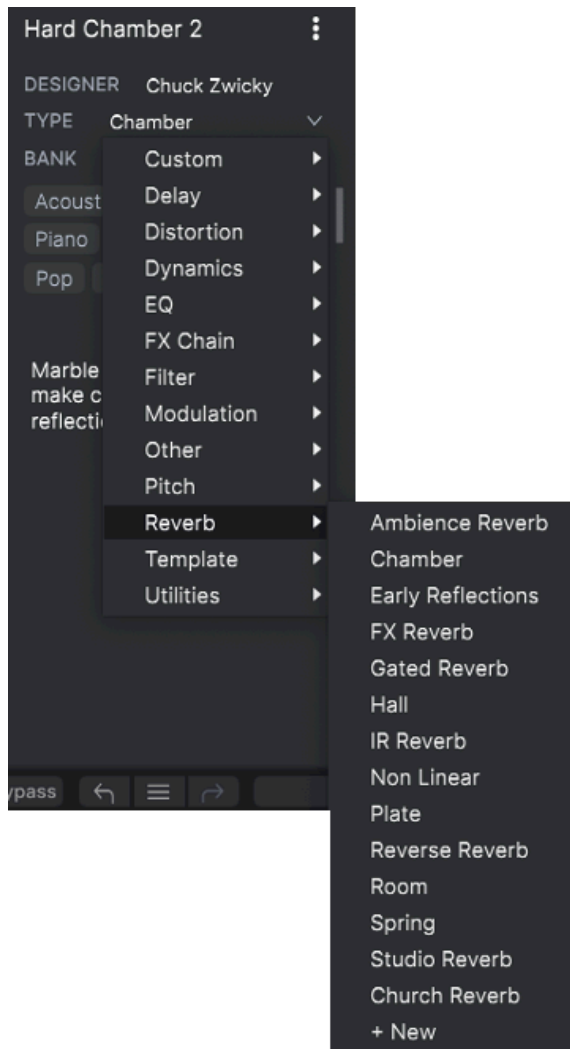 Hard Chamber 2
DESIGNER Chuck Zwicky
TYPE Chamber
BANK
Custom
Acoust
Delay
Piano
Distortion
Pop
Dynamics
EQ
FX Chain
Marble
Filter
make c
Modulation
reflecti
Other
Pitch
Reverb
Template
Utilities
ypass
Ambience Reverb
Chamber
Early Reflections
FX Reverb
Gated Reverb
Hall
IR Reverb
Non Linear
Plate
Reverse Reverb
Room
Spring
Studio Reverb
Church Reverb
+ New